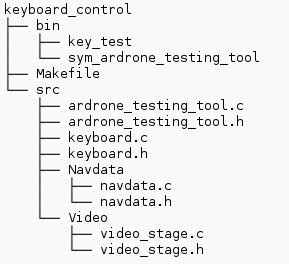 keyboard_control
├── bin
│   ├── key_test
│   └── sym_ardrone_testing_tool
├── Makefile
└── src
    ├── ardrone_testing_tool.c
    ├── ardrone_testing_tool.h
    ├── keyboard.c
    ├── keyboard.h
    ├── Navdata
    │   ├── navdata.c
    │   └── navdata.h
    └── Video
        ├── video_stage.c
        └── video_stage.h